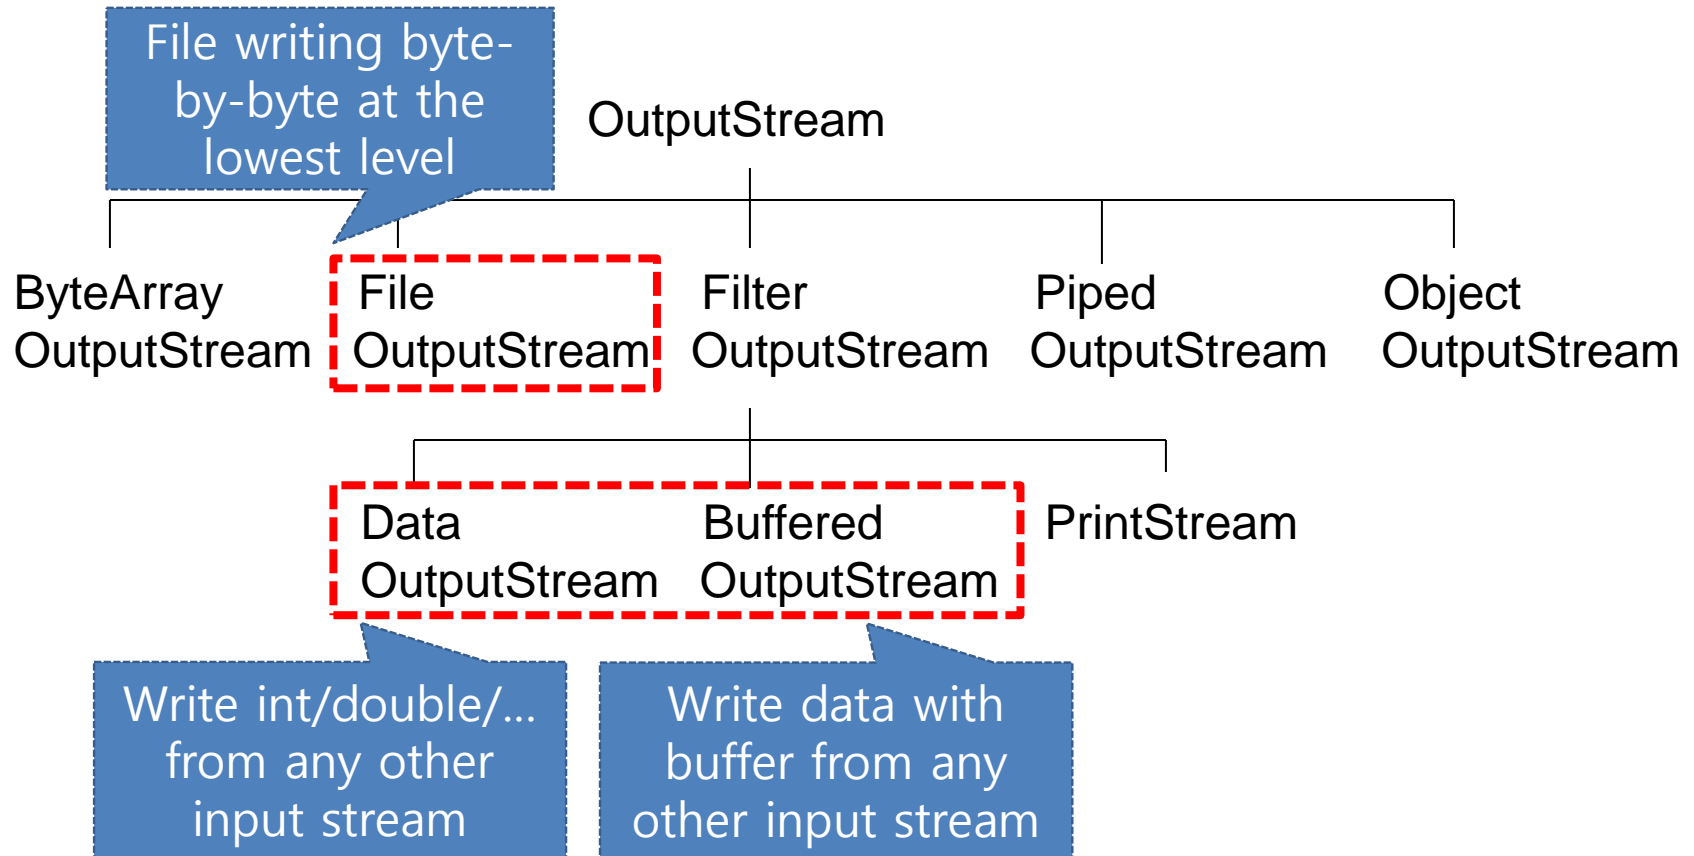 File writing byte-
by-byte at the
lowest level
OutputStream
ByteArray
OutputStream
File
OutputStream
Filter
OutputStream
Piped
OutputStream
Object
OutputStream
Data
OutputStream
Buffered
OutputStream
PrintStream
Write int/double/...
from any other
input stream
Write data with
buffer from any
other input stream